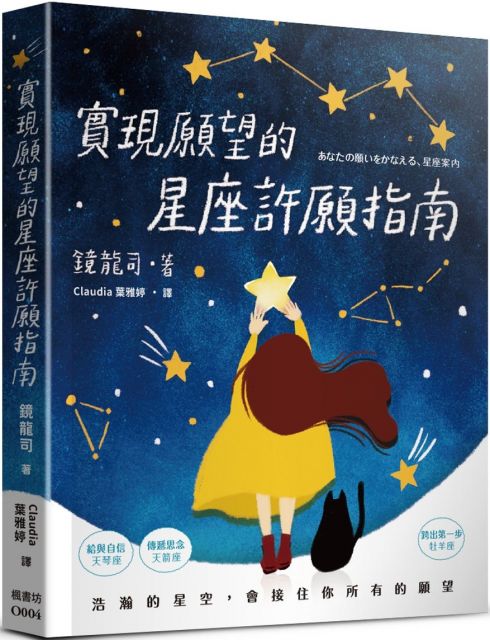 實現願望的
星座許願指南
あなたの願いをかなえる、星座案内
鏡龍司・著
Claudia 葉雅婷・譯
給與自信
天琴座
傳遞思念
天箭座
跨出第一步
牡羊座
浩瀚的星空，會接住你所有的願望
實現願望的星座許願指南
鏡龍司 著
Claudia
葉雅婷 譯
楓書坊
O004